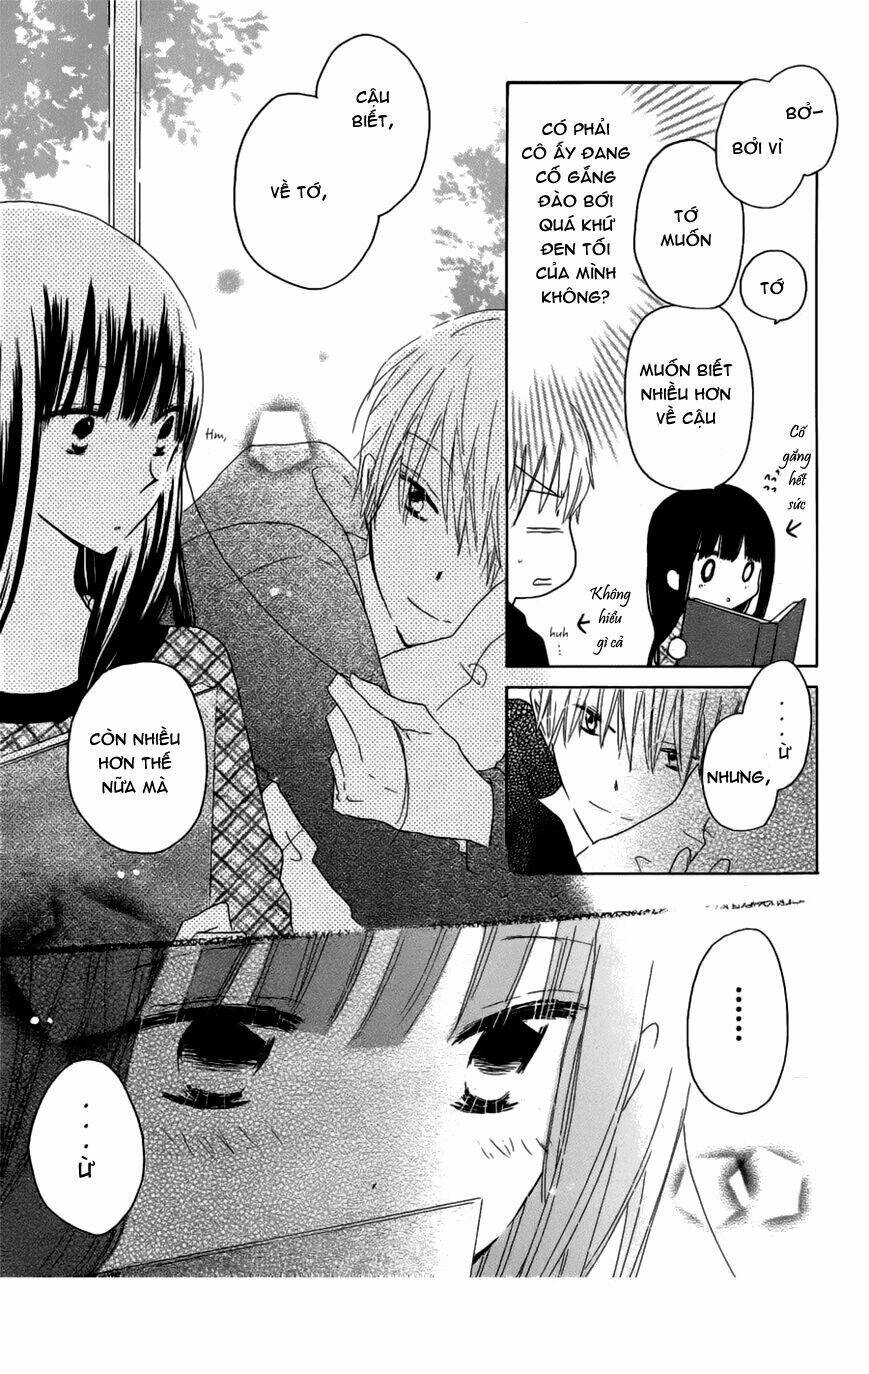 BỞ-
BỞI VÌ
TỚ
TỚ
MUỐN
MUỐN BIẾT
NHIỀU HƠN
VỀ CẬU
CÓ PHẢI
CÔ ẤY ĐANG
CỐ GẮNG
ĐÀO BỚI
QUÁ KHỨ
ĐEN TỐI
CỦA MÌNH
KHÔNG?
Cố
gắng
hết
sức
Không
hiểu
gì cả
huh
...
.....
Ừ
NHƯNG,
CẬU
BIẾT,
VỀ TỚ,
Hm,
CÒN NHIỀU
HƠN THẾ
NỮA MÀ
......
....
Ừ